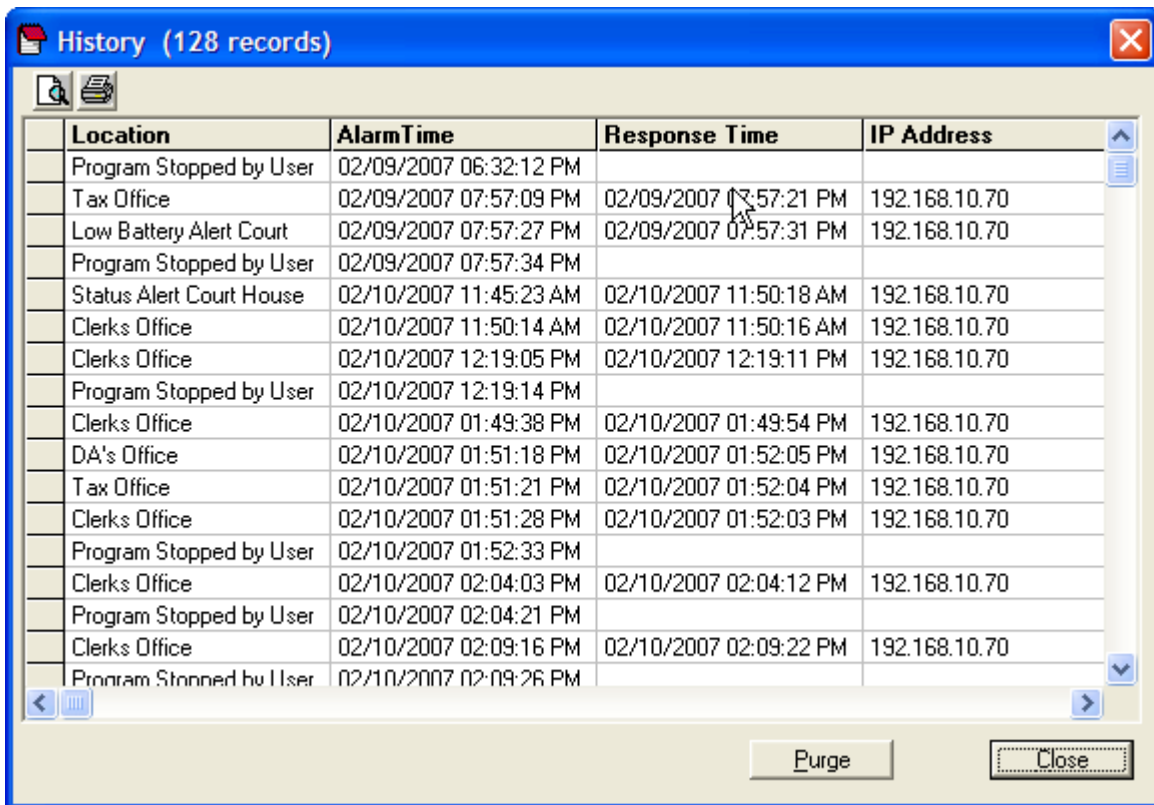 History (128 records)
Location AlarmTime Response Time IP Address
Program Stopped by User 02/09/2007 06:32:12 PM
Tax Office 02/09/2007 07:57:09 PM 02/09/2007 07:57:21 PM 192.168.10.70
Low Battery Alert Court 02/09/2007 07:57:27 PM 02/09/2007 07:57:31 PM 192.168.10.70
Program Stopped by User 02/09/2007 07:57:34 PM
Status Alert Court House 02/10/2007 11:45:23 AM 02/10/2007 11:50:18 AM 192.168.10.70
Clerks Office 02/10/2007 11:50:14 AM 02/10/2007 11:50:16 AM 192.168.10.70
Clerks Office 02/10/2007 12:19:05 PM 02/10/2007 12:19:11 PM 192.168.10.70
Program Stopped by User 02/10/2007 12:19:14 PM
Clerks Office 02/10/2007 01:49:38 PM 02/10/2007 01:49:54 PM 192.168.10.70
DA's Office 02/10/2007 01:51:18 PM 02/10/2007 01:52:05 PM 192.168.10.70
Tax Office 02/10/2007 01:51:21 PM 02/10/2007 01:52:04 PM 192.168.10.70
Clerks Office 02/10/2007 01:51:28 PM 02/10/2007 01:52:03 PM 192.168.10.70
Program Stopped by User 02/10/2007 01:52:33 PM
Clerks Office 02/10/2007 02:04:03 PM 02/10/2007 02:04:12 PM 192.168.10.70
Program Stopped by User 02/10/2007 02:04:21 PM
Clerks Office 02/10/2007 02:09:16 PM 02/10/2007 02:09:22 PM 192.168.10.70
Program Stopped by User 02/10/2007 02:09:26 PM
Purge Close